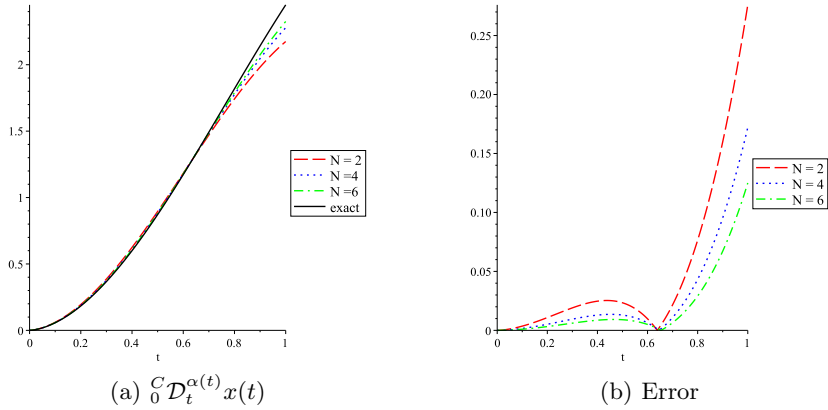 2
1.5
1
0.5
0
0 0.2 0.4 0.6 0.8 1
t
N = 2
N =4
N =6
exact
(a) $^C_0\mathcal{D}_t^{\alpha(t)} x(t)$
0.25
0.20
0.15
0.10
0.05
0
0 0.2 0.4 0.6 0.8 1
t
N = 2
N = 4
N = 6
(b) Error